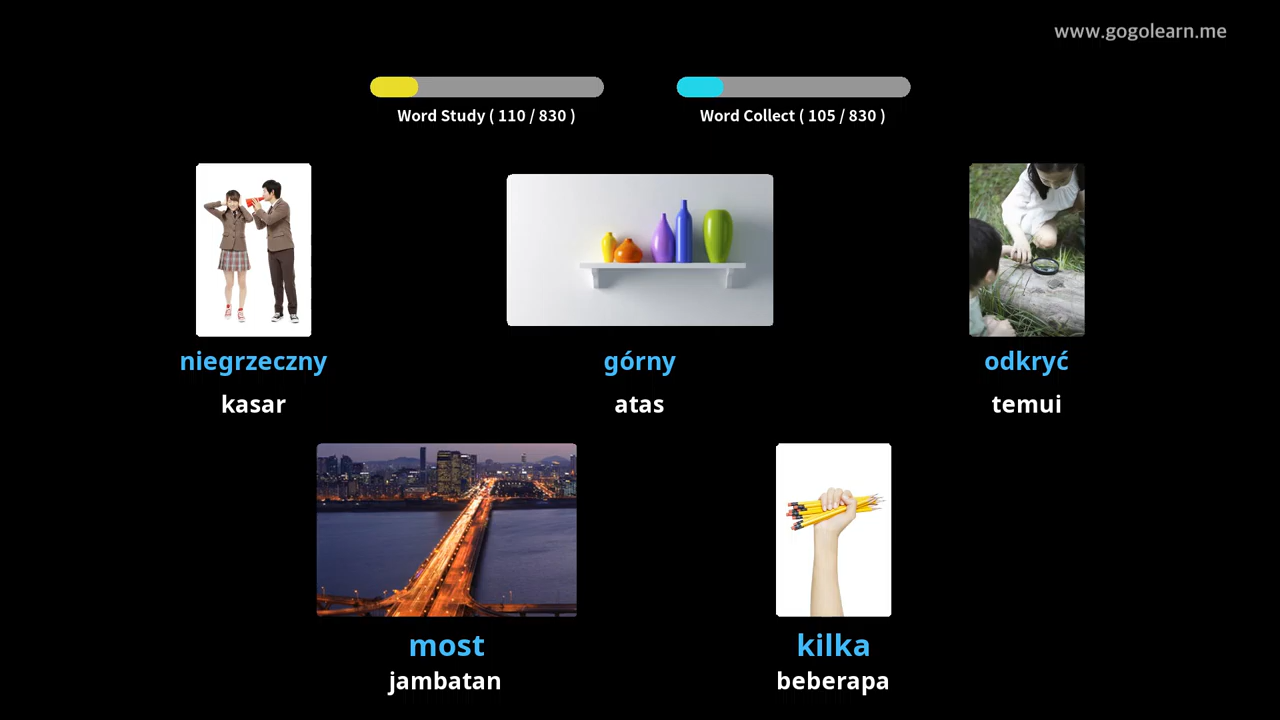 www.gogolearn.me
Word Study ( 110 / 830 )
Word Collect ( 105 / 830 )
niegrzeczny
kasar
górny
atas
odkryć
temui
most
jambatan
kilka
beberapa